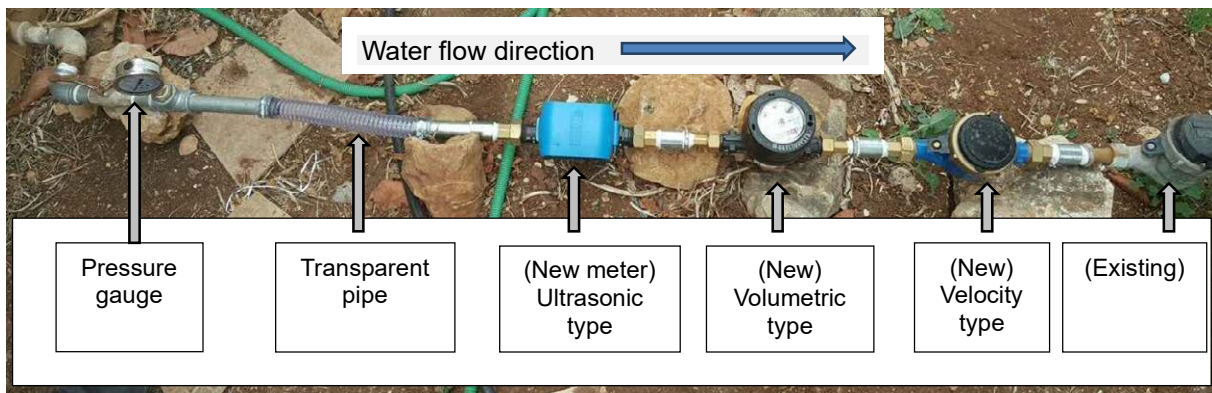 Water flow direction
Pressure
gauge
Transparent
pipe
(New meter)
Ultrasonic
type
(New)
Volumetric
type
(New)
Velocity
type
(Existing)